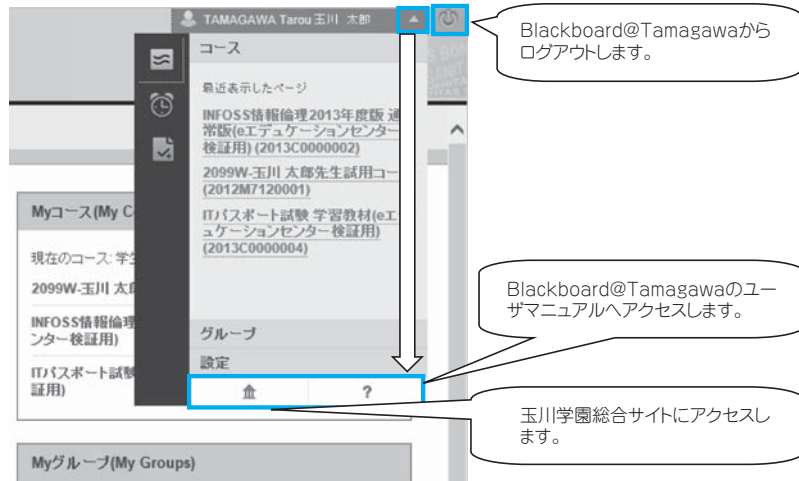 TAMAGAWA Tarou 玉川 太郎
Blackboard@Tamagawaから
ログアウトします。
コース
最近表示したページ
INFOSS情報倫理2013年度版 通
常版(eエデュケーションセンター
検証用) (2013C0000002)
2099W-玉川 太郎先生試用コー
(2012M7120001)
ITパスポート試験 学習教材(eエ
ュケーションセンター検証用)
(2013C0000004)
グループ
設定
?
Myコース(My C
現在のコース: 学生
2099W-玉川 太郎
INFOSS情報倫理
ンター検証用)
ITパスポート試験
証用)
Myグループ(My Groups)
Blackboard@Tamagawaのユー
ザマニュアルへアクセスします。
玉川学園総合サイトにアクセスし
ます。